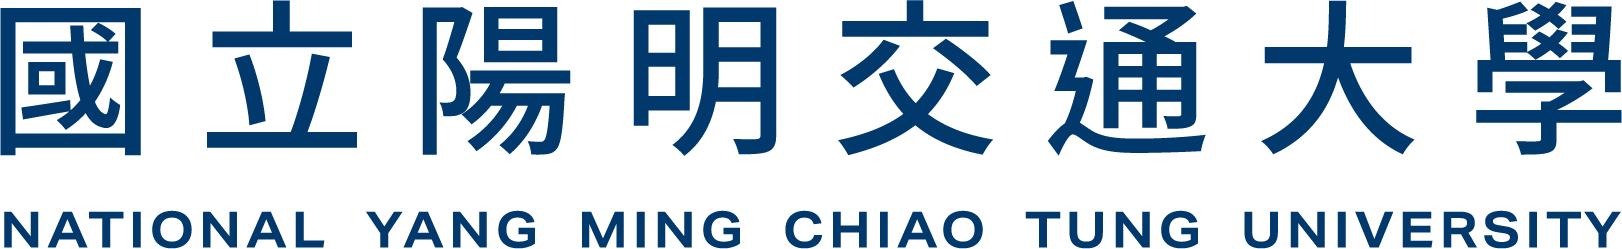 國立陽明交通大學
NATIONAL YANG MING CHIAO TUNG UNIVERSITY